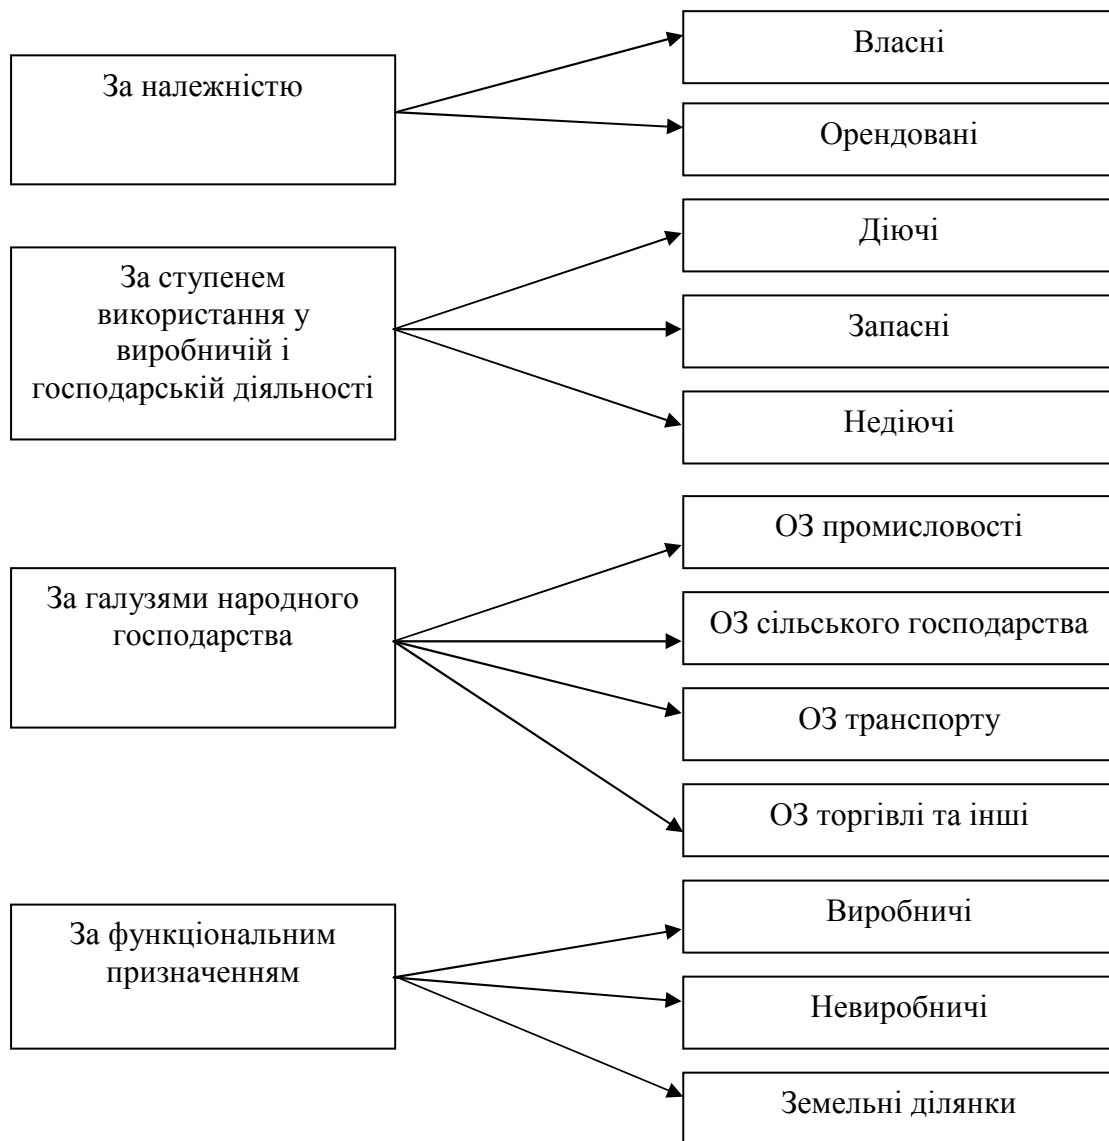 За належністю
Власні
Орендовані
За ступенем
використання у
виробничій і
господарській діяльності
Діючі
Запасні
Недіючі
За галузями народного
господарства
ОЗ промисловості
ОЗ сільського господарства
ОЗ транспорту
ОЗ торгівлі та інші
За функціональним
призначенням
Виробничі
Невиробничі
Земельні ділянки